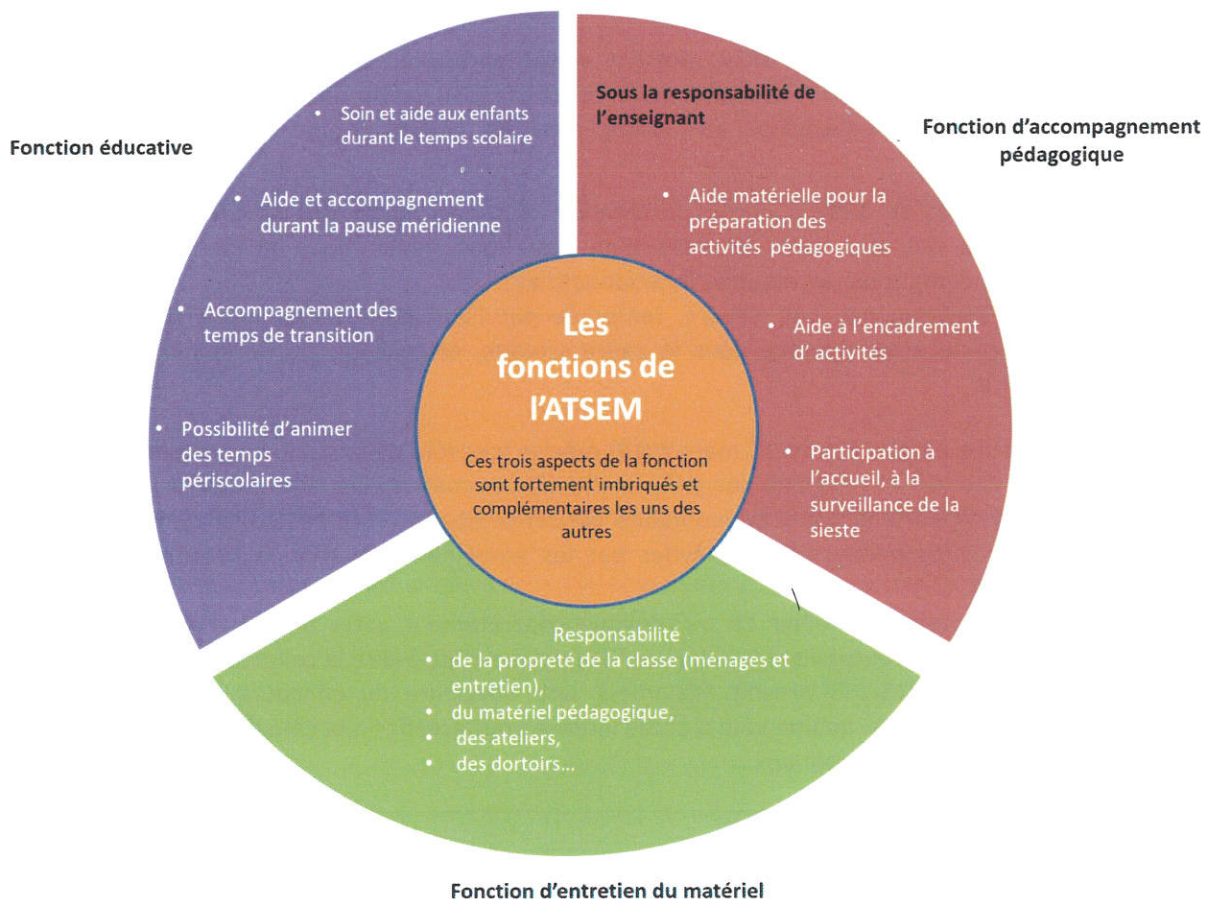 Fonction éducative
• Soin et aide aux enfants
durant le temps scolaire
• Aide et accompagnement
durant la pause méridienne
• Accompagnement des
temps de transition
• Possibilité d'animer
des temps
périscolaires
Sous la responsabilité de
l'enseignant
Fonction d'accompagnement
pédagogique
• Aide matérielle pour la
préparation des
activités pédagogiques
• Aide à l'encadrement
d' activités
• Participation à
l'accueil, à la
surveillance de la
sieste
Les
fonctions de
l'ATSEM
Ces trois aspects de la fonction
sont fortement imbriqués et
complémentaires les uns des
autres
Responsabilité
• de la propreté de la classe (ménages et
entretien),
• du matériel pédagogique,
• des ateliers,
• des dortoirs...
Fonction d'entretien du matériel